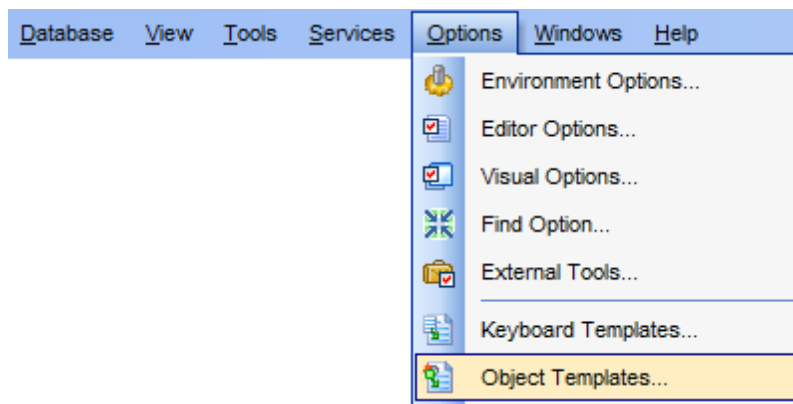 Database View Tools Services Options Windows Help
Environment Options...
Editor Options...
Visual Options...
Find Option...
External Tools...
Keyboard Templates...
Object Templates...